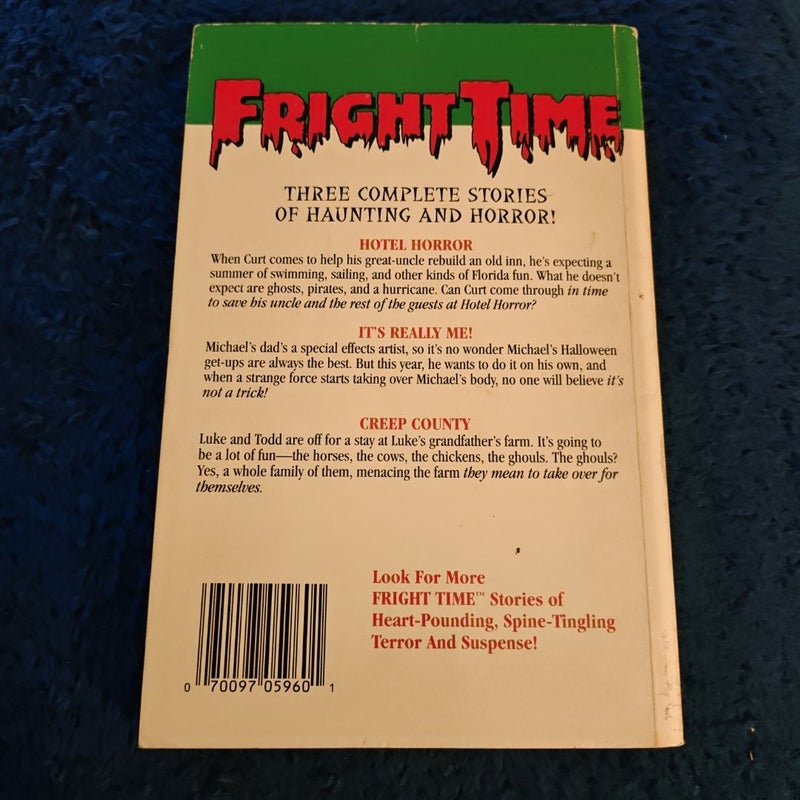 FRIGHT TIME
THREE COMPLETE STORIES
OF HAUNTING AND HORROR!
HOTEL HORROR
When Curt comes to help his great-uncle rebuild an old inn, he's expecting a
summer of swimming, sailing, and other kinds of Florida fun. What he doesn't
expect are ghosts, pirates, and a hurricane. Can Curt come through in time
to save his uncle and the rest of the guests at Hotel Horror?
IT'S REALLY ME!
Michael's dad's a special effects artist, so it's no wonder Michael's Halloween
get-ups are always the best. But this year, he wants to do it on his own, and
when a strange force starts taking over Michael's body, no one will believe it's
not a trick!
CREEP COUNTY
Luke and Todd are off for a stay at Luke's grandfather's farm. It's going to
be a lot of fun—the horses, the cows, the chickens, the ghouls. The ghouls?
Yes, a whole family of them, menacing the farm they mean to take over for
themselves.
Look For More
FRIGHT TIME™ Stories of
Heart-Pounding, Spine-Tingling
Terror And Suspense!
0 70097 05960 1